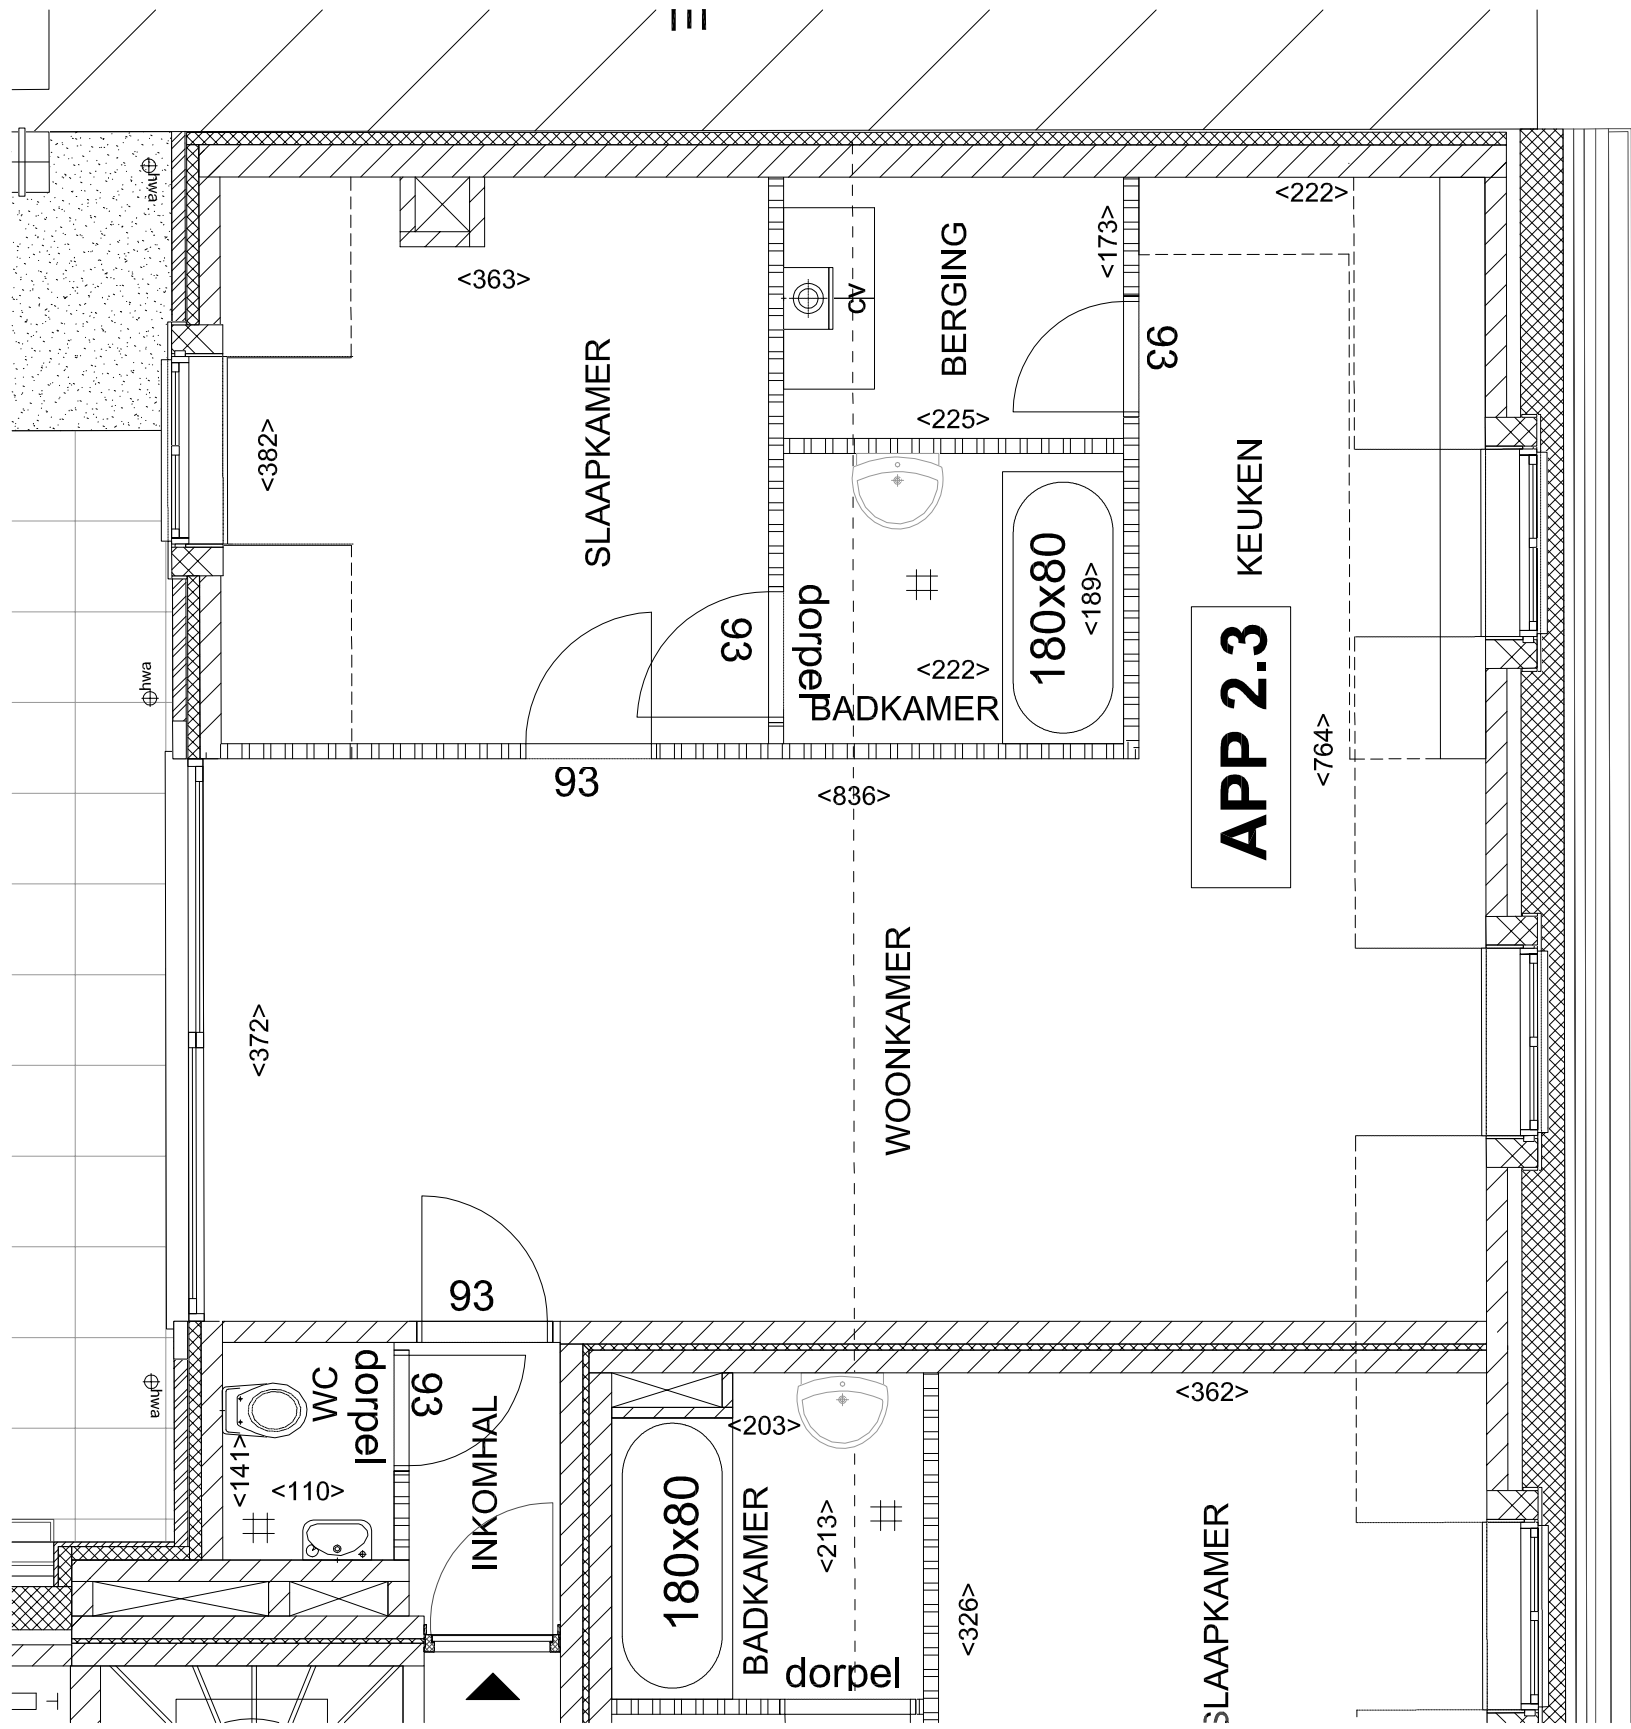 <222>
hwa
<173>
<363>
BERGING
cv
93
SLAAPKAMER
<225>
<382>
KEUKEN
180x80
<189>
dorpel
93
<222>
BADKAMER
hwa
APP 2.3
<764>
93
<836>
WOONKAMER
<372>
93
WC
dorpel
93
hwa
<362>
<203>
INKOMHAL
<141>
<110>
180x80
BADKAMER
<213>
<326>
SLAAPKAMER
dorpel